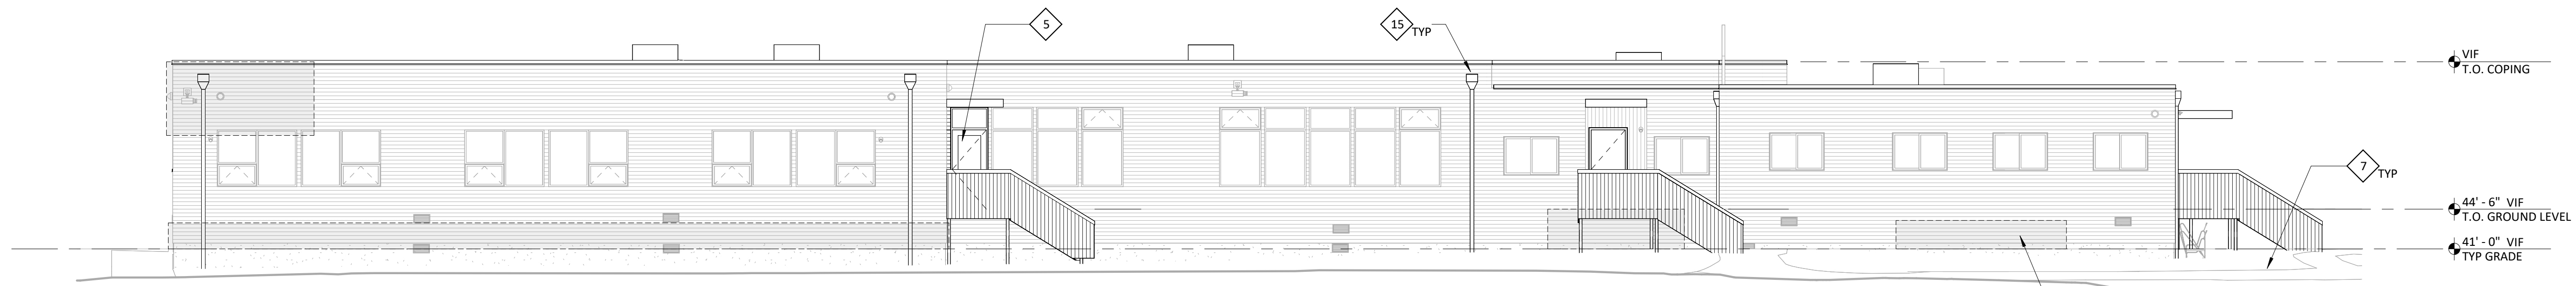 5
15
TYP
VIF
T.O. COPING
7
TYP
44' - 6" VIF
T.O. GROUND LEVEL
41' - 0" VIF
TYP GRADE